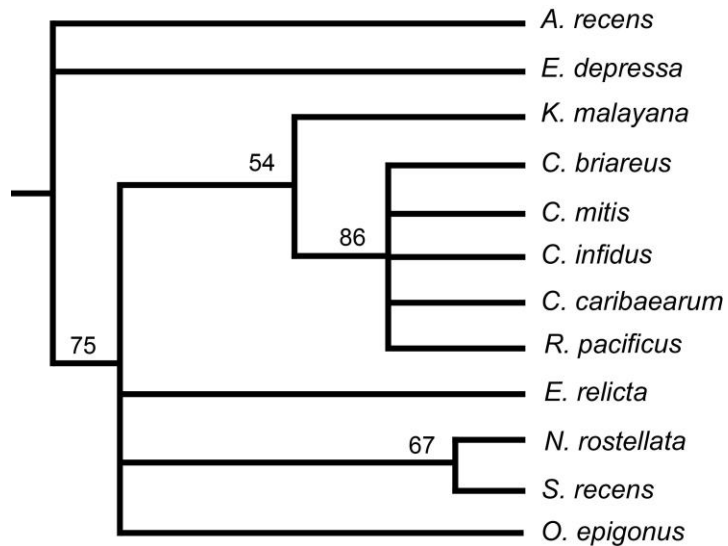 A. recens
E. depressa
K. malayana
54
C. briareus
C. mitis
86
C. infidus
C. caribaearum
75
R. pacificus
E. relicta
67
N. rostellata
S. recens
O. epigonus